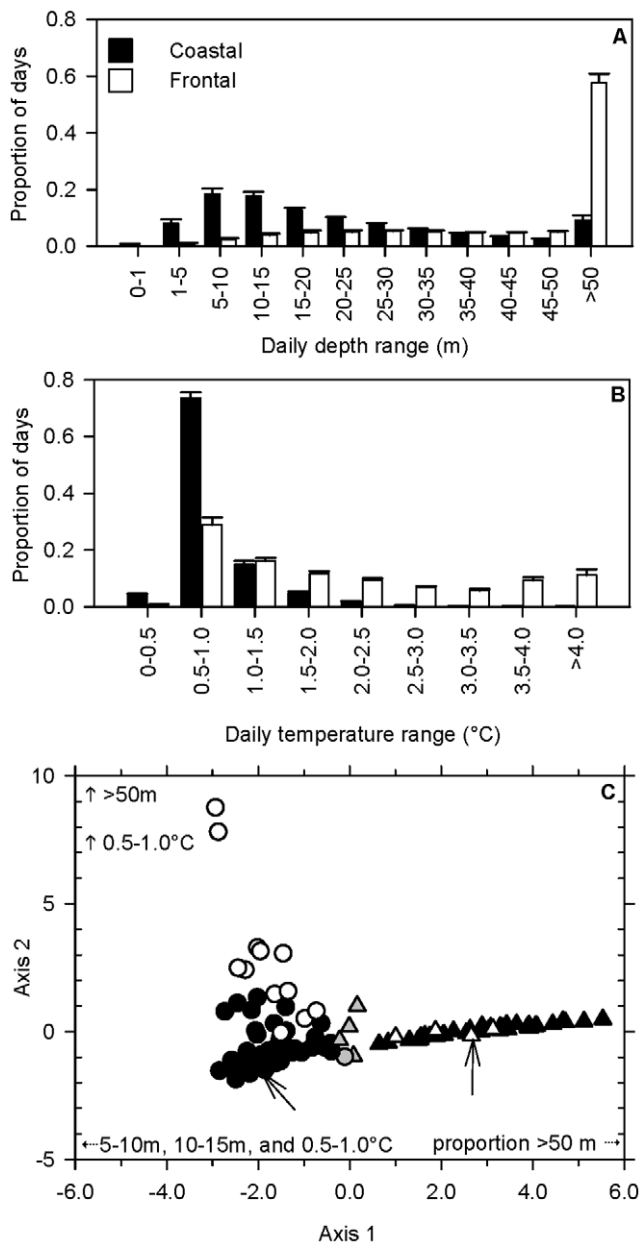 0.8
A
Coastal
Frontal
0.6
0.4
0.2
0.0
Proportion of days
0-1
1-5
5-10
10-15
15-20
20-25
25-30
30-35
35-40
40-45
45-50
>50
Daily depth range (m)
0.8
B
0.6
0.4
0.2
0.0
Proportion of days
0-0.5
0.5-1.0
1.0-1.5
1.5-2.0
2.0-2.5
2.5-3.0
3.0-3.5
3.5-4.0
>4.0
Daily temperature range (°C)
10
↑ >50m
C
↑ 0.5-1.0°C
5
0
-5
Axis 2
←5-10m, 10-15m, and 0.5-1.0°C
proportion >50 m →
-6.0 -4.0 -2.0 0.0 2.0 4.0 6.0
Axis 1